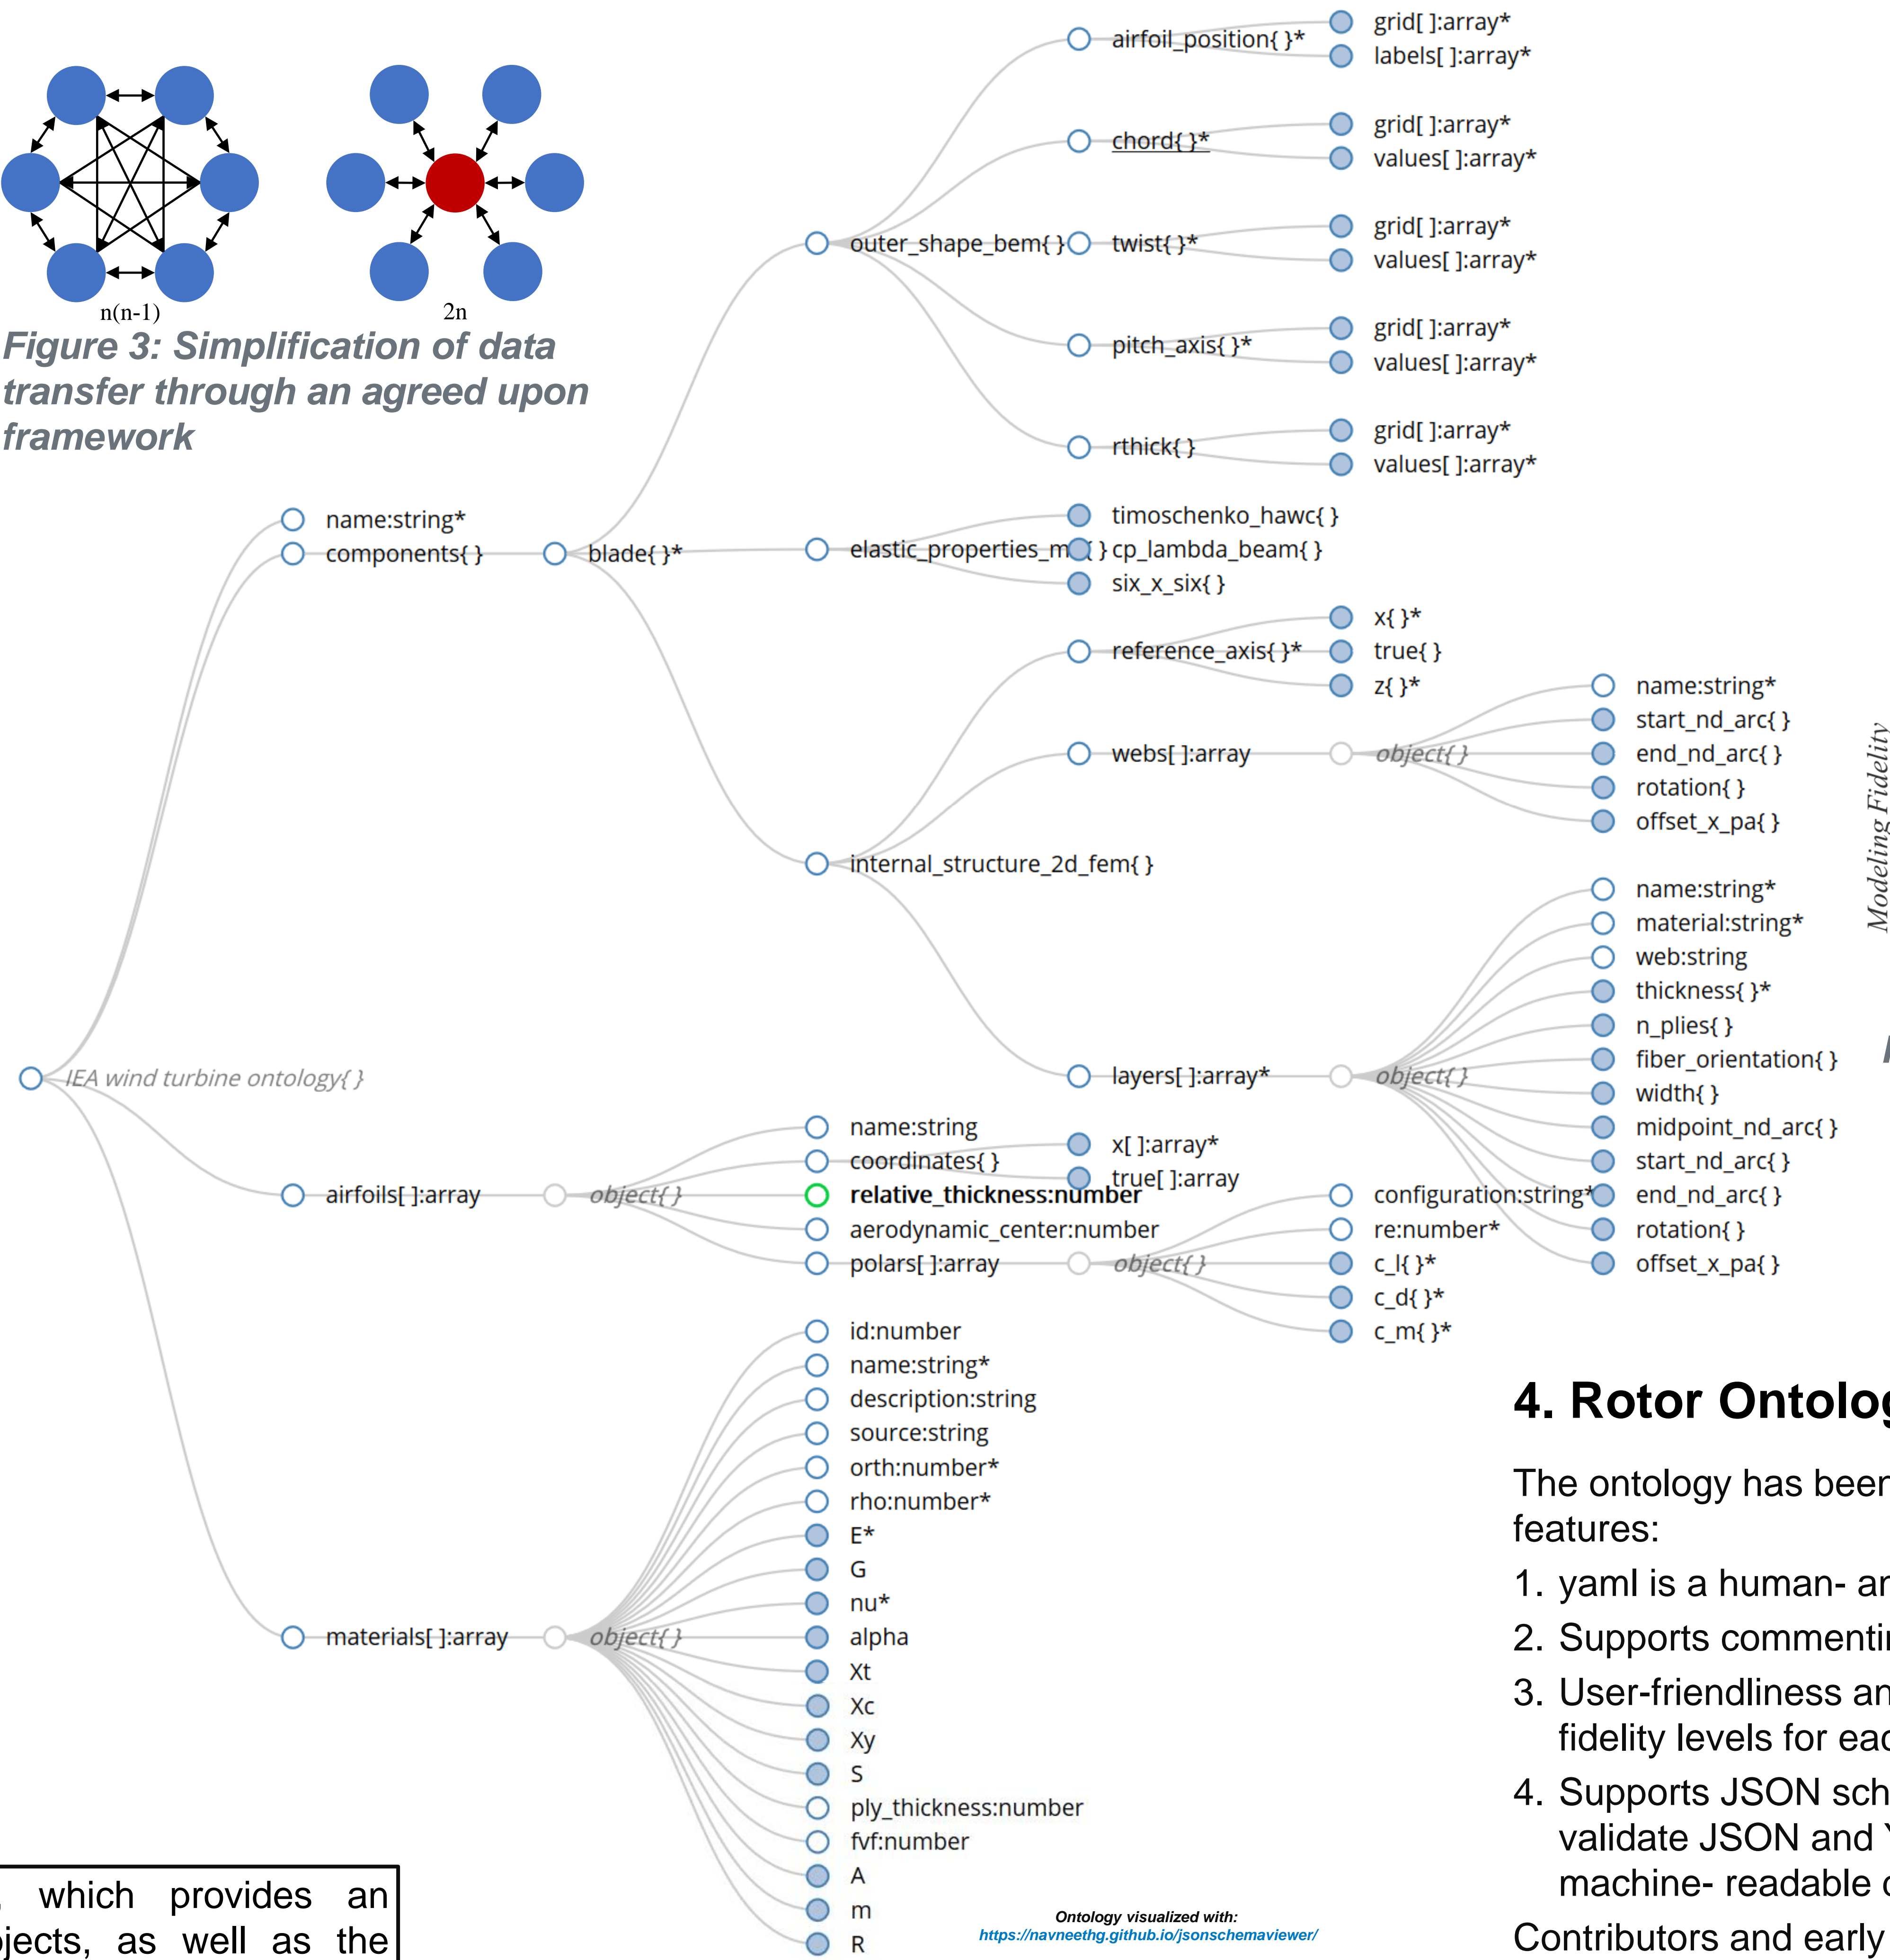 n(n-1)
2n
Figure 3: Simplification of data
transfer through an agreed upon
framework
airfoil_position{ }*
grid[ ]:array*
labels[ ]:array*
chord{ }*
grid[ ]:array*
values[ ]:array*
outer_shape_bem{ }
twist{ }*
grid[ ]:array*
values[ ]:array*
pitch_axis{ }*
grid[ ]:array*
values[ ]:array*
rthick{ }
grid[ ]:array*
values[ ]:array*
name:string*
components{ }
blade{ }*
timoschenko_hawc{ }
cp_lambda_beam{ }
six_x_six{ }
reference_axis{ }*
x{ }*
true{ }
z{ }*
webs[ ]:array
object{ }
name:string*
start_nd_arc{ }
end_nd_arc{ }
rotation{ }
offset_x_pa{ }
Modeling Fidelity
internal_structure_2d_fem{ }
layers[ ]:array*
object{ }
name:string*
material:string*
web:string
thickness{ }*
n_plies{ }
fiber_orientation{ }
width{ }
midpoint_nd_arc{ }
start_nd_arc{ }
end_nd_arc{ }
rotation{ }
offset_x_pa{ }
IEA wind turbine ontology{ }
airfoils[ ]:array
object{ }
name:string
coordinates{ }
x[ ]:array*
true[ ]:array
relative_thickness:number
aerodynamic_center:number
polars[ ]:array
object{ }
configuration:string*
re:number*
c_l{ }*
c_d{ }*
c_m{ }*
materials[ ]:array
object{ }
id:number
name:string*
description:string
source:string
orth:number*
rho:number*
E*
G
nu*
alpha
Xt
Xc
Xy
S
ply_thickness:number
fvf:number
A
m
R
4. Rotor
The ontology has been
features:
1. yaml is a human-
2. Supports
3. User-friendliness
fidelity levels for
4. Supports JSON
validate JSON and
machine- readable
Contributors and early
which provides an
as well as the
Ontology visualized with:
https://navneethg.github.io/jsonschemaviewer/